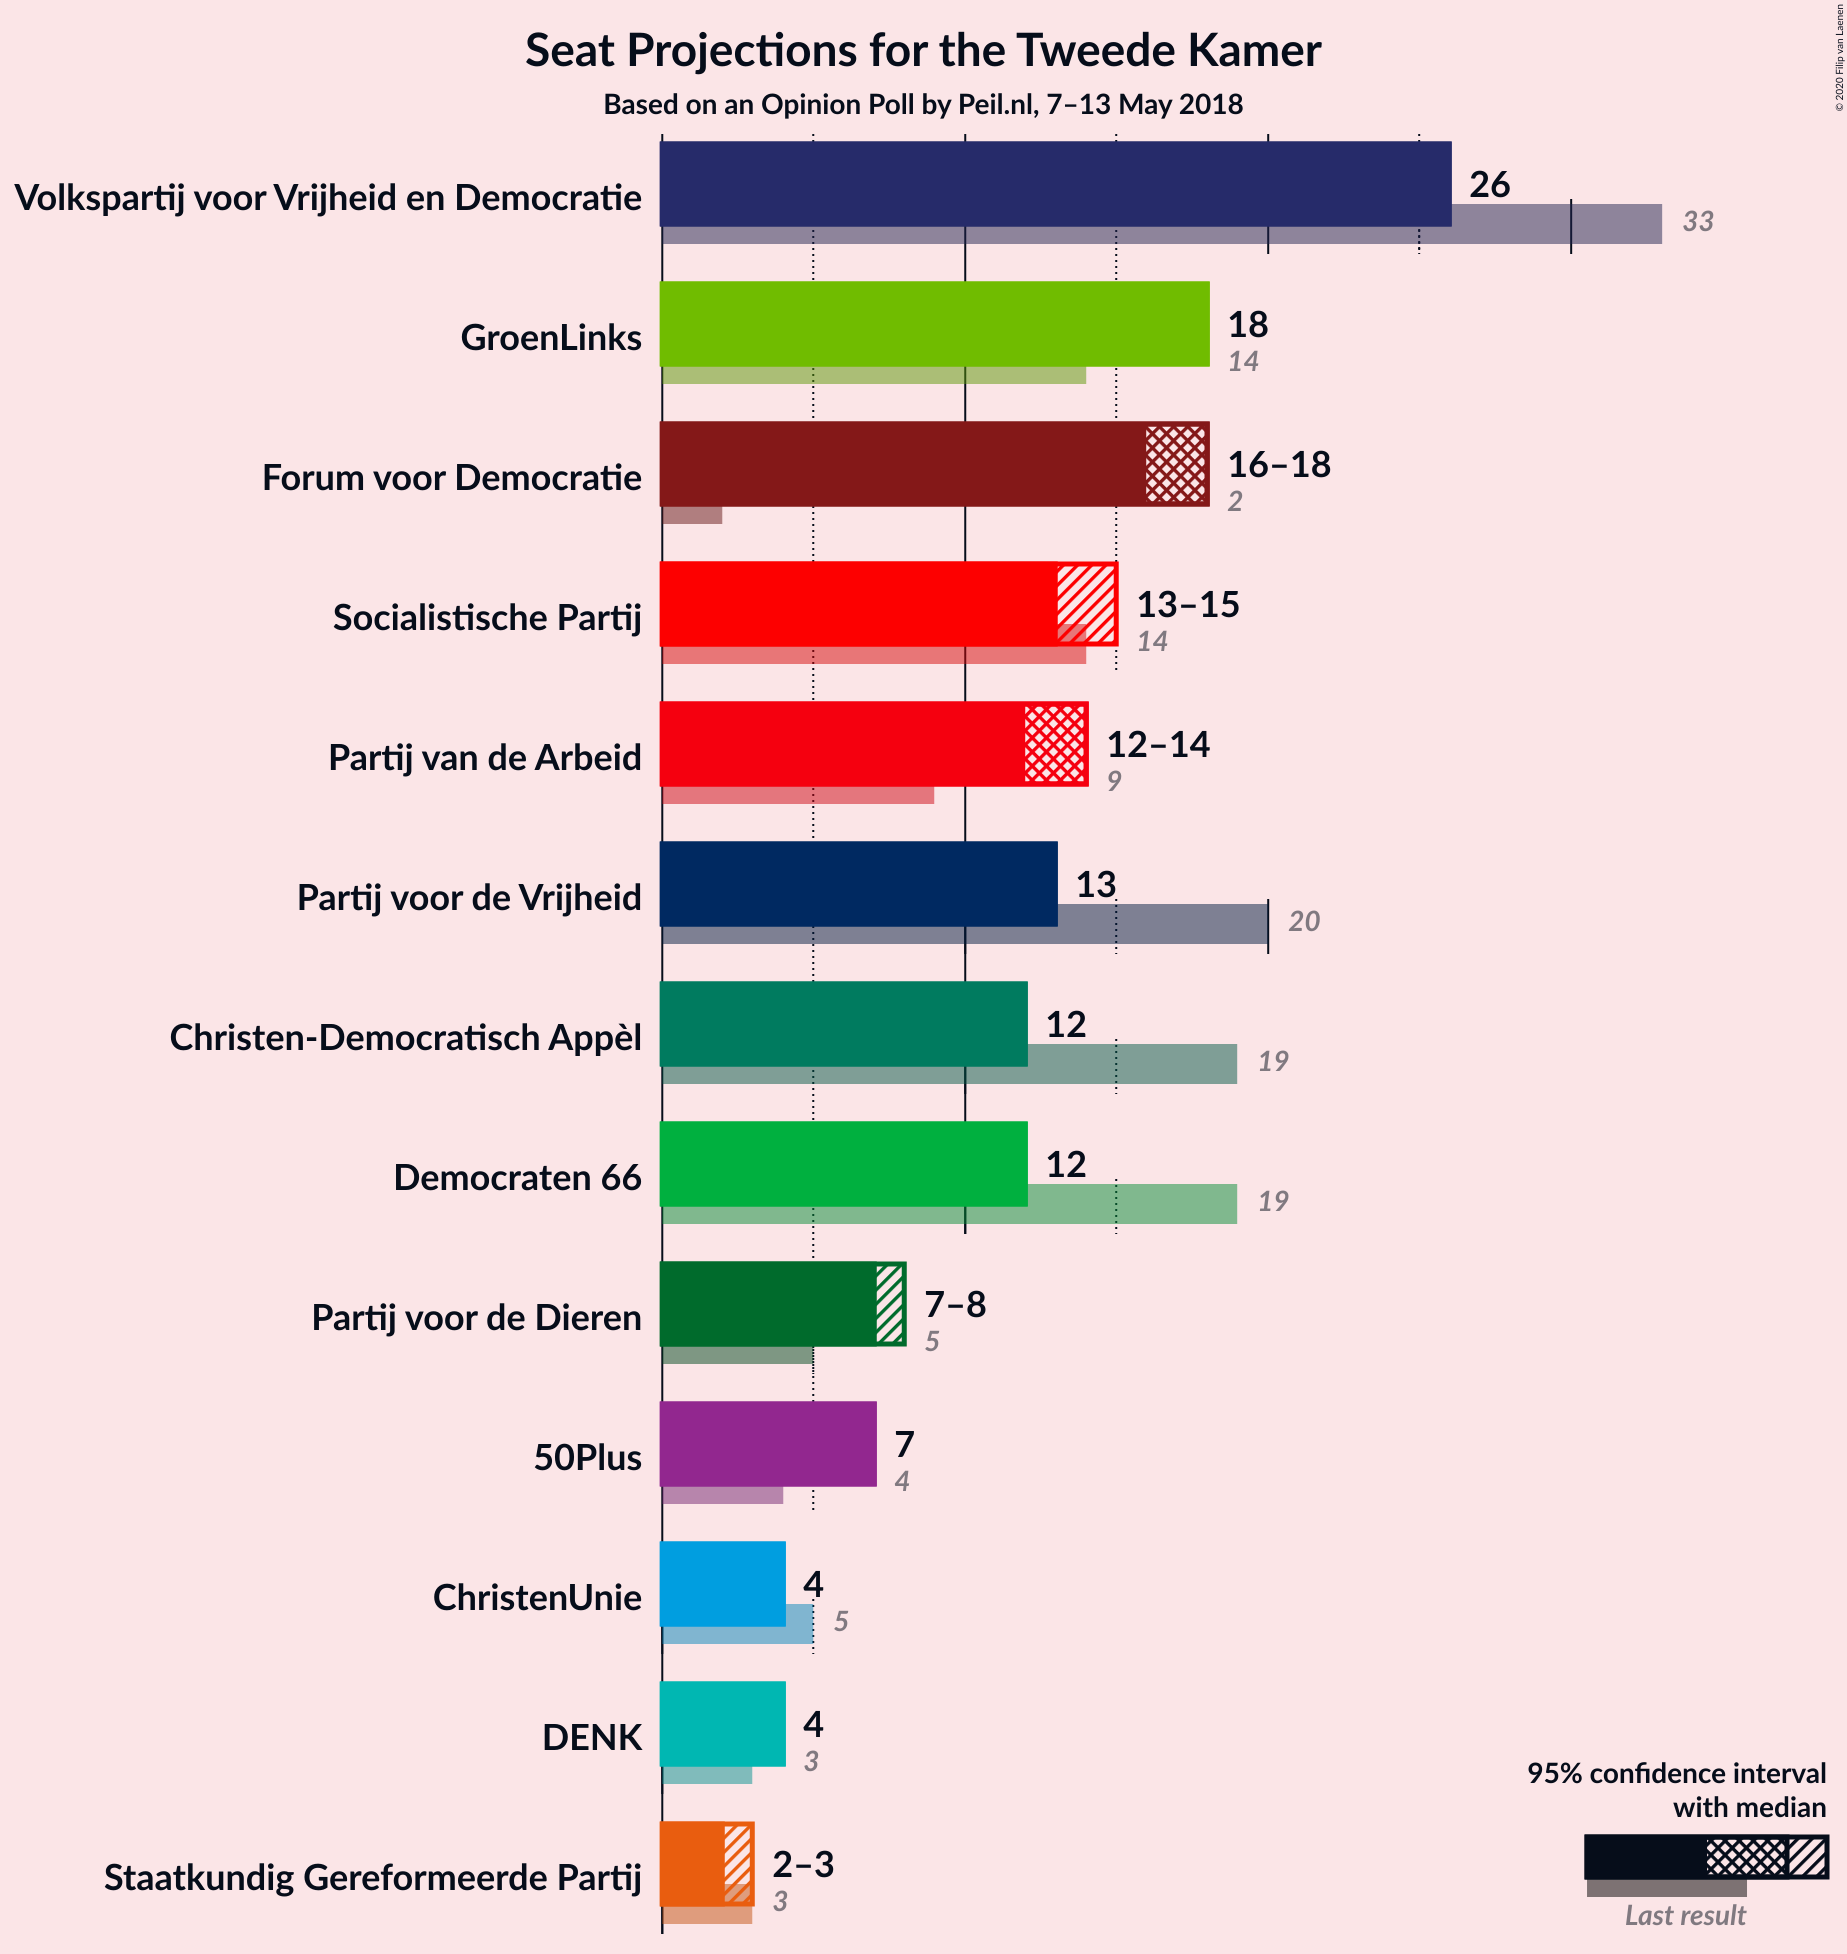 Seat Projections for the Tweede Kamer
Based on an Opinion Poll by Peil.nl, 7–13 May 2018
© 2020 Filip van Laenen
Volkspartij voor Vrijheid en Democratie
26
33
GroenLinks
18
14
Forum voor Democratie
16–18
2
Socialistische Partij
13–15
14
Partij van de Arbeid
12–14
9
Partij voor de Vrijheid
13
20
Christen-Democratisch Appèl
12
19
Democraten 66
12
19
Partij voor de Dieren
7–8
5
50Plus
7
4
ChristenUnie
4
5
DENK
4
3
Staatkundig Gereformeerde Partij
2–3
3
95% confidence interval
with median
Last result